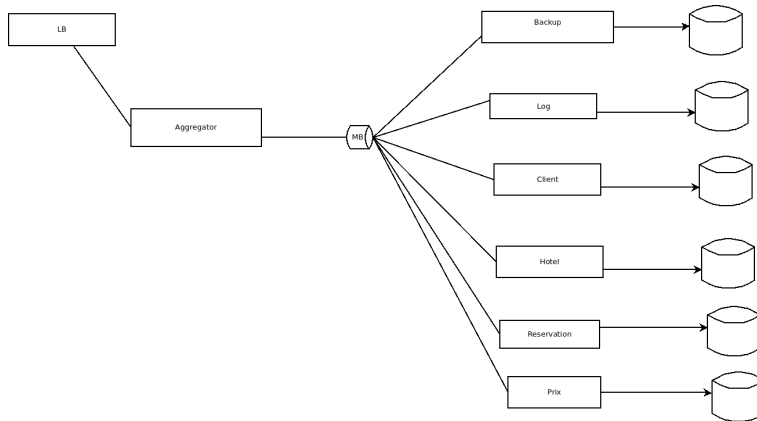 LB
Aggregator
MB
Backup
Log
Client
Hotel
Reservation
Prix